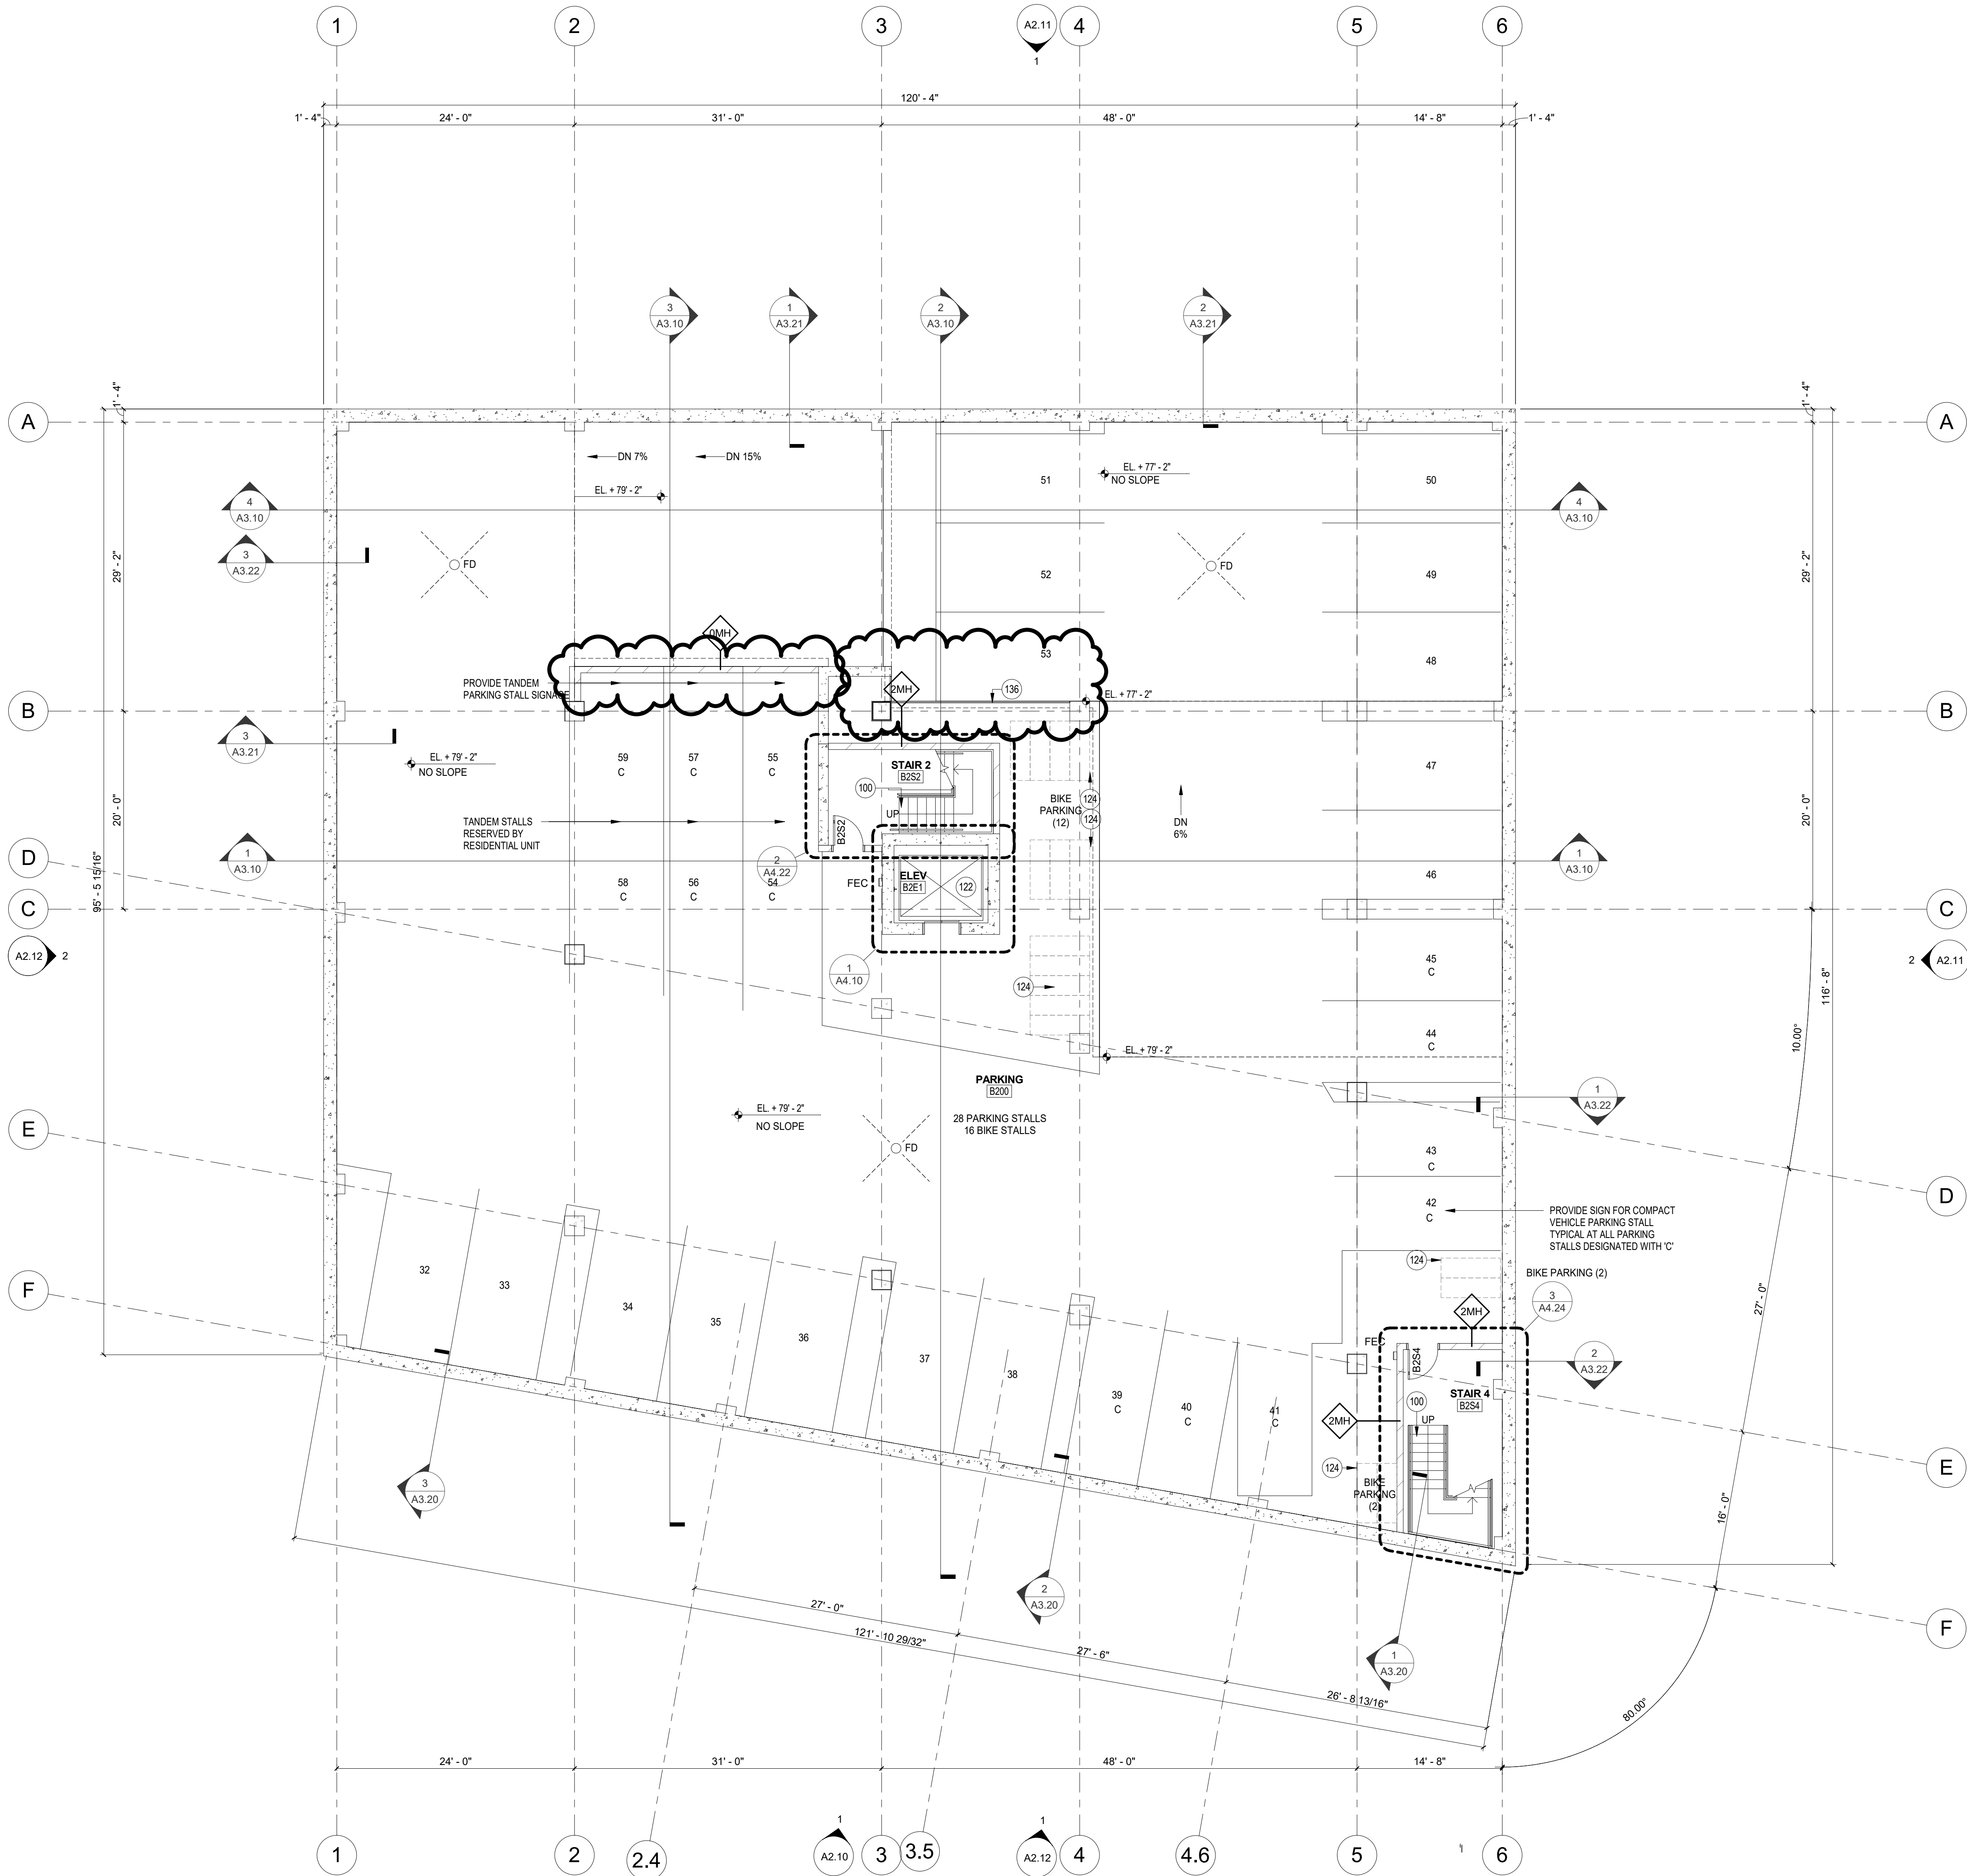 1
2
3
A2.11
1
4
5
6
120' - 4"
1' - 4"
24' - 0"
31' - 0"
48' - 0"
14' - 8"
1' - 4"
3
A3.10
1
A3.21
2
A3.10
2
A3.21
1' - 4"
1' - 4"
A
A
DN 7%
DN 15%
EL. + 77' - 2"
NO SLOPE
EL. + 79' - 2"
51
50
4
A3.10
4
A3.10
3
A3.22
FD
52
FD
49
29' - 2"
29' - 2"
0MH
53
48
PROVIDE TANDEM
PARKING STALL SIGNAGE
2MH
136
EL. + 77' - 2"
B
B
3
A3.21
EL. + 79' - 2"
NO SLOPE
59
C
57
C
55
C
STAIR 2
B2S2
100
UP
B2S2
BIKE
PARKING
(12)
124
124
DN
6%
47
20' - 0"
20' - 0"
TANDEM STALLS
RESERVED BY
RESIDENTIAL UNIT
D
1
A3.10
2
A4.22
1
A3.10
95' - 5 15/16"
58
C
56
C
54
C
FEC
ELEV
B2E1
122
46
C
C
A2.12
2
1
A4.10
124
45
C
2
A2.11
116' - 8"
44
C
10.00°
EL. + 79' - 2"
PARKING
B200
28 PARKING STALLS
16 BIKE STALLS
EL. + 79' - 2"
NO SLOPE
1
A3.22
E
FD
43
C
42
C
D
PROVIDE SIGN FOR COMPACT
VEHICLE PARKING STALL
TYPICAL AT ALL PARKING
STALLS DESIGNATED WITH 'C'
124
BIKE PARKING (2)
3
A4.24
F
32
33
34
35
36
37
38
39
C
40
C
41
C
2MH
FEC
B2S4
2
A3.22
STAIR 4
B2S4
100
UP
2MH
27' - 0"
E
124
BIKE
PARKING
(2)
16' - 0"
3
A3.20
2
A3.20
1
A3.20
F
27' - 0"
121' - 10 29/32"
27' - 6"
26' - 8 13/16"
80.00°
24' - 0"
31' - 0"
48' - 0"
14' - 8"
1
2
2.4
1
A2.10
3
3.5
1
A2.12
4
4.6
5
6